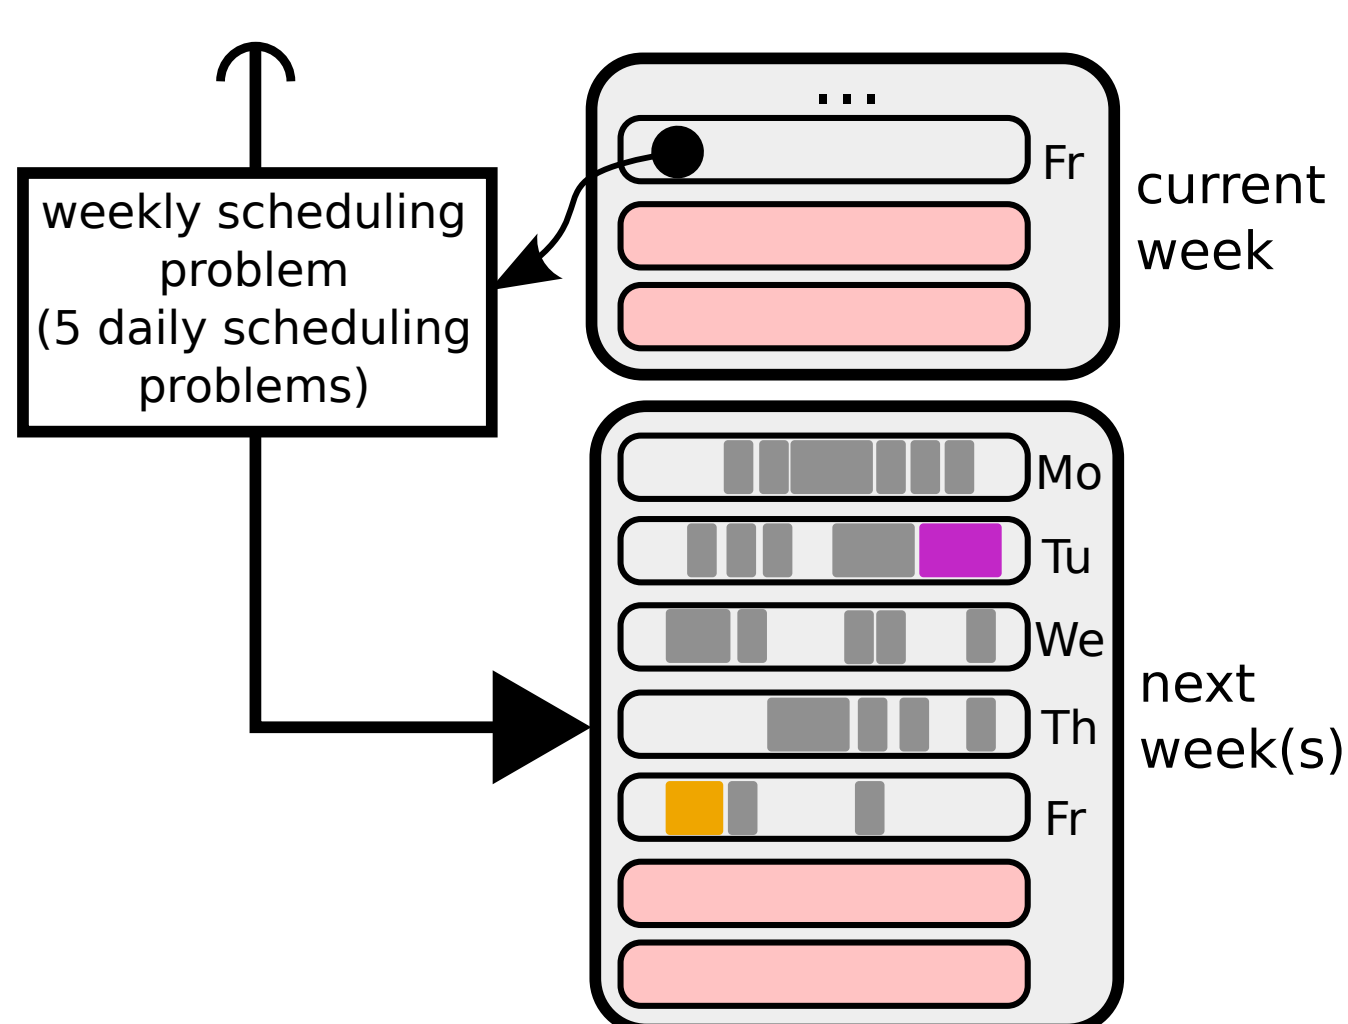 ...
Fr
current
week
weekly scheduling
problem
(5 daily scheduling
problems)
Mo
Tu
We
Th
Fr
next
week(s)